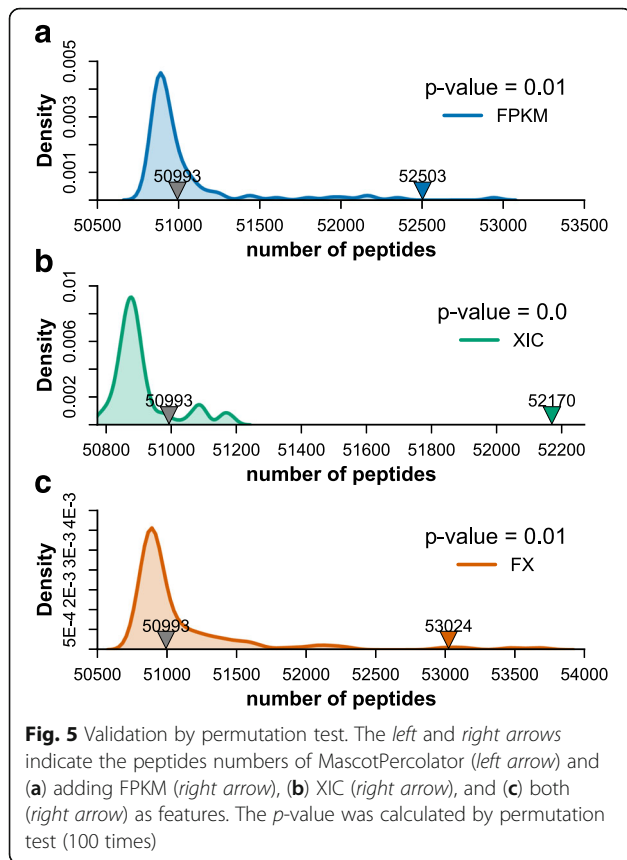 a
Density
0.001 0.003 0.005
p-value = 0.01
FPKM
50993
52503
50500 51000 51500 52000 52500 53000 53500
number of peptides
b
Density
0.002 0.006 0.01
p-value = 0.0
XIC
50993
52170
50800 51000 51200 51400 51600 51800 52000 52200
number of peptides
c
Density
5E-4 2E-3 3E-3 4E-3
p-value = 0.01
FX
50993
53024
50500 51000 51500 52000 52500 53000 53500 54000
number of peptides
Fig. 5 Validation by permutation test. The left and right arrows
indicate the peptides numbers of MascotPercolator (left arrow) and
(a) adding FPKM (right arrow), (b) XIC (right arrow), and (c) both
(right arrow) as features. The p-value was calculated by permutation
test (100 times)